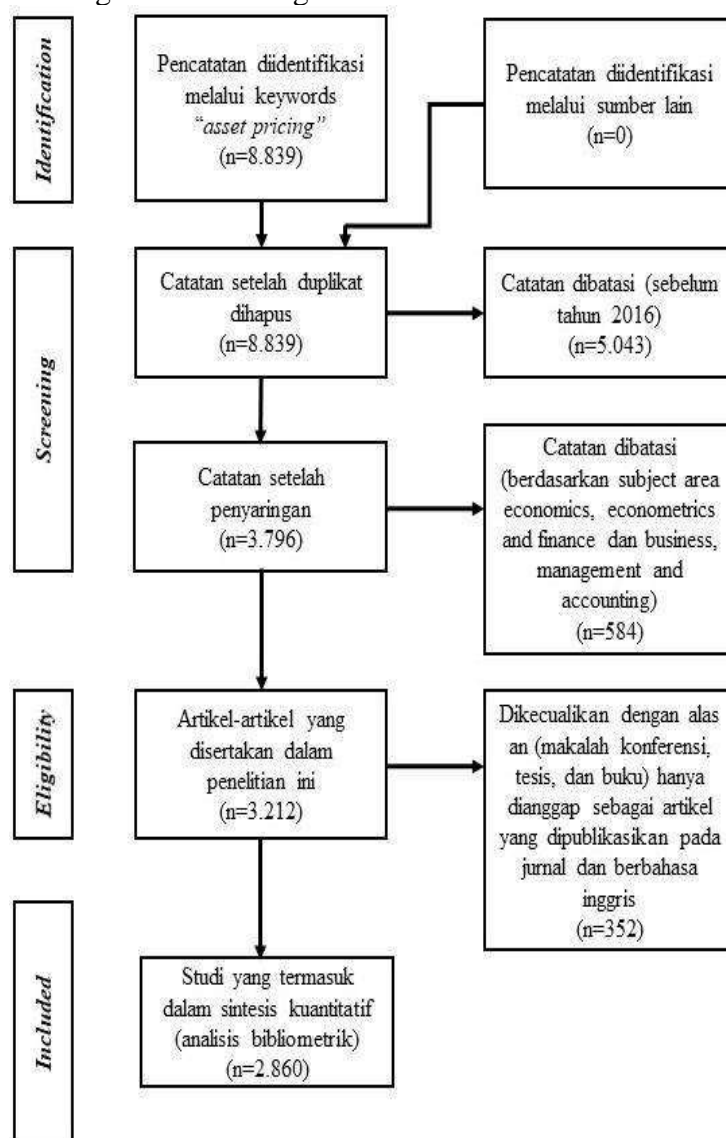 Identification
Pencatatan diidentifikasi
melalui keywords
“asset pricing”
(n=8.839)
Pencatatan diidentifikasi
melalui sumber lain
(n=0)
Screening
Catatan setelah duplikat
dihapus
(n=8.839)
Catatan dibatasi (sebelum
tahun 2016)
(n=5.043)
Catatan setelah
penyaringan
(n=3.796)
Catatan dibatasi
(berdasarkan subject area
economics, econometrics
and finance dan business,
management and
accounting)
(n=584)
Eligibility
Artikel-artikel yang
disertakan dalam
penelitian ini
(n=3.212)
Dikecualikan dengan alas
an (makalah konferensi,
tesis, dan buku) hanya
dianggap sebagai artikel
yang dipublikasikan pada
jurnal dan berbahasa
inggris
(n=352)
Included
Studi yang termasuk
dalam sintesis kuantitatif
(analisis bibliometrik)
(n=2.860)